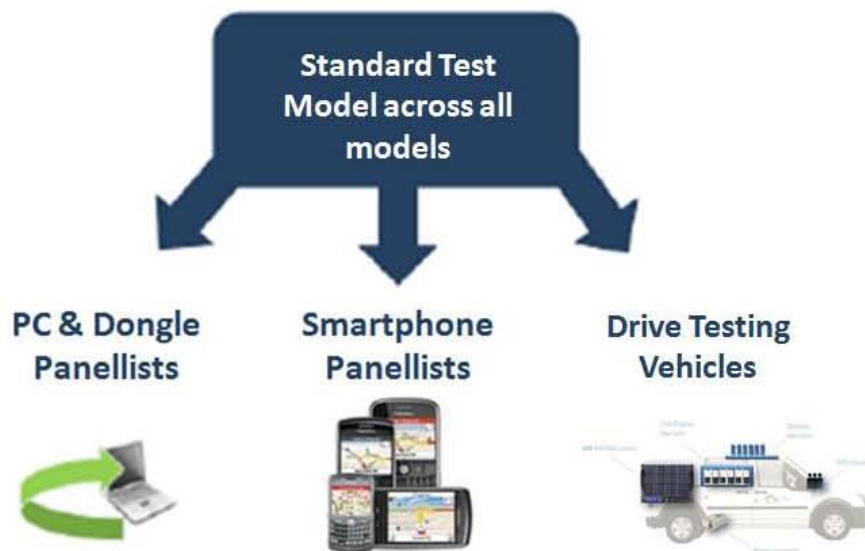 Standard Test
Model across all
models
PC & Dongle
Panellists
Smartphone
Panellists
Drive Testing
Vehicles